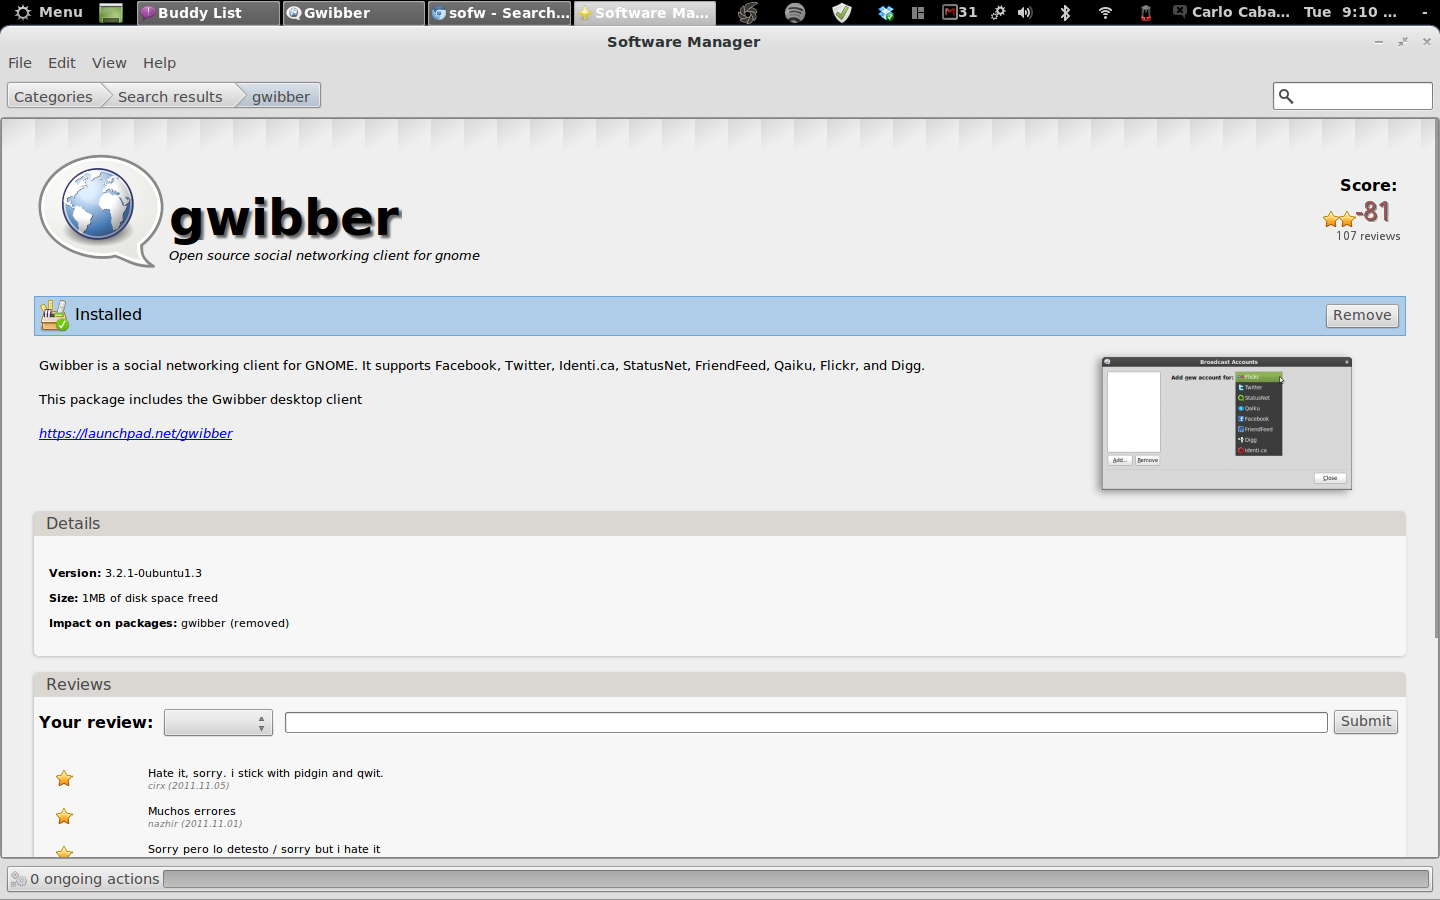 Menu Buddy List Gwibber sofw - Search... Software Ma... 31 Carlo Caba... Tue 9:10 ... -
Software Manager
File Edit View Help
Categories Search results gwibber
gwibber
Open source social networking client for gnome
Score:
-81
107 reviews
Installed Remove
Gwibber is a social networking client for GNOME. It supports Facebook, Twitter, Identi.ca, StatusNet, FriendFeed, Qaiku, Flickr, and Digg.
This package includes the Gwibber desktop client
https://launchpad.net/gwibber
Broadcast Accounts
Add new account for: Flickr
Twitter
StatusNet
Qaiku
Facebook
FriendFeed
Digg
Identi.ca
Add... Remove
Close
Details
Version: 3.2.1-0ubuntu1.3
Size: 1MB of disk space freed
Impact on packages: gwibber (removed)
Reviews
Your review: Submit
Hate it, sorry. i stick with pidgin and qwit.
cirx (2011.11.05)
Muchos errores
nazhir (2011.11.01)
Sorry pero lo detesto / sorry but i hate it
0 ongoing actions